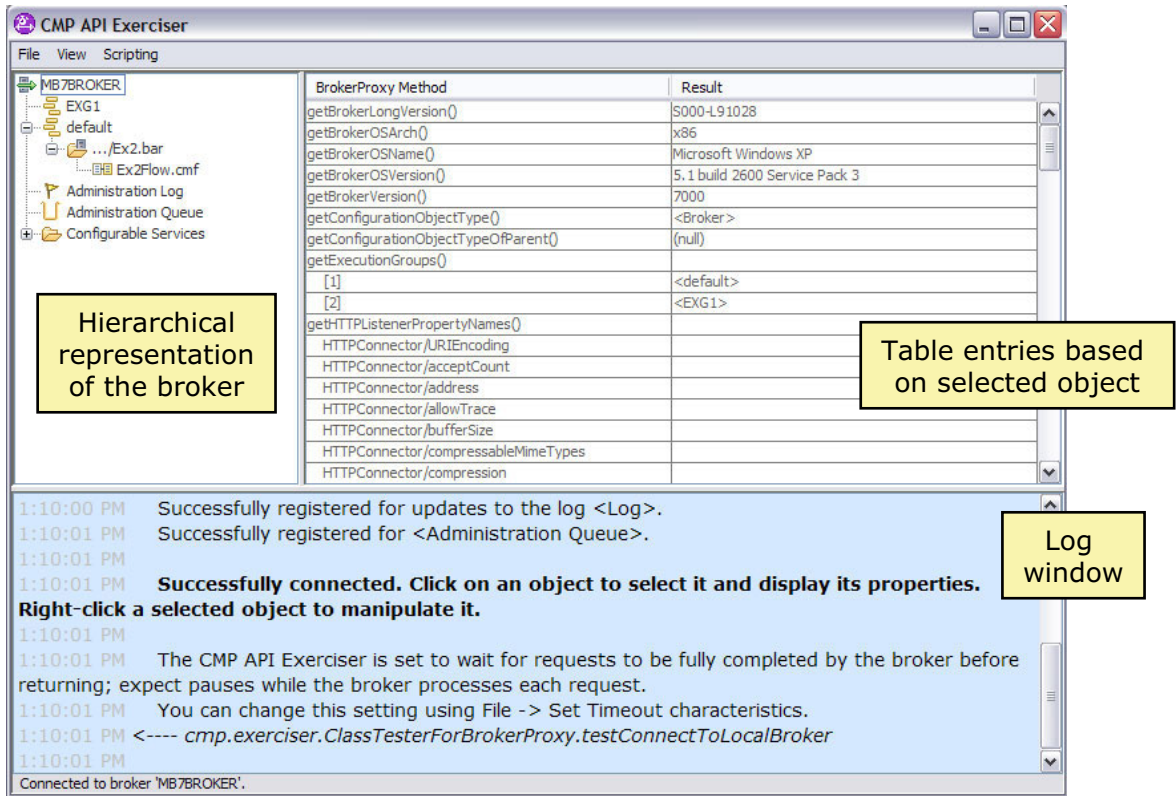 CMP API Exerciser
File View Scripting
MB7BROKER
EXG1
default
.../Ex2.bar
Ex2Flow.cmf
Administration Log
Administration Queue
Configurable Services
Hierarchical
representation
of the broker
BrokerProxy Method Result
getBrokerLongVersion() S000-L91028
getBrokerOSArch() x86
getBrokerOSName() Microsoft Windows XP
getBrokerOSVersion() 5.1 build 2600 Service Pack 3
getBrokerVersion() 7000
getConfigurationObjectType() <Broker>
getConfigurationObjectTypeOfParent() (null)
getExecutionGroups()
[1] <default>
[2] <EXG1>
getHTTPListenerPropertyNames()
HTTPConnector/URIEncoding
HTTPConnector/acceptCount
HTTPConnector/address
HTTPConnector/allowTrace
HTTPConnector/bufferSize
HTTPConnector/compressableMimeTypes
HTTPConnector/compression
Table entries based
on selected object
1:10:00 PM Successfully registered for updates to the log <Log>.
1:10:01 PM Successfully registered for <Administration Queue>.
1:10:01 PM
1:10:01 PM Successfully connected. Click on an object to select it and display its properties.
Right-click a selected object to manipulate it.
1:10:01 PM
1:10:01 PM The CMP API Exerciser is set to wait for requests to be fully completed by the broker before
returning; expect pauses while the broker processes each request.
1:10:01 PM You can change this setting using File -> Set Timeout characteristics.
1:10:01 PM <---- cmp.exerciser.ClassTesterForBrokerProxy.testConnectToLocalBroker
1:10:01 PM
Log
window
Connected to broker 'MB7BROKER'.